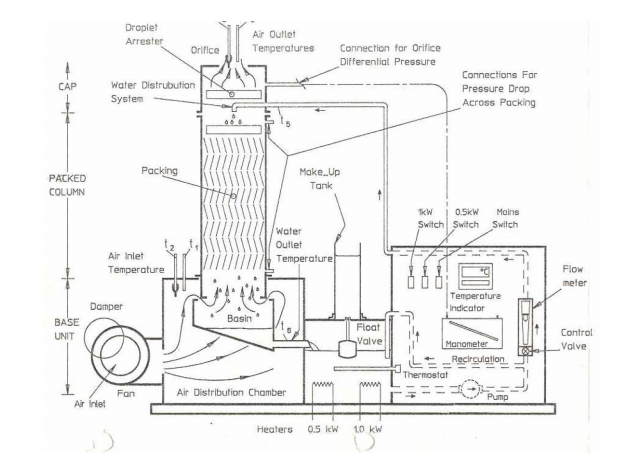 Droplet
Arrester
Air Outlet
Temperatures
Orifice
Connection for Orifice
Differential Pressure
CAP
Water Distrubution
System
Connections For
Pressure Drop
Across Packing
t5
PACKED
COLUMN
Packing
Make_Up
Tank
1kW
Switch
0.5kW
Switch
Mains
Switch
Water
Outlet
Temperature
t2
t1
Air Inlet
Temperature
°C
Temperature
Indicator
Flow
meter
Damper
BASE
UNIT
Basin
t6
Float
Valve
Manometer
Control
Valve
Recirculation
Thermostat
Fan
Air Inlet
Air Distribution Chamber
Pump
Heaters
0.5 kW
1.0 kW